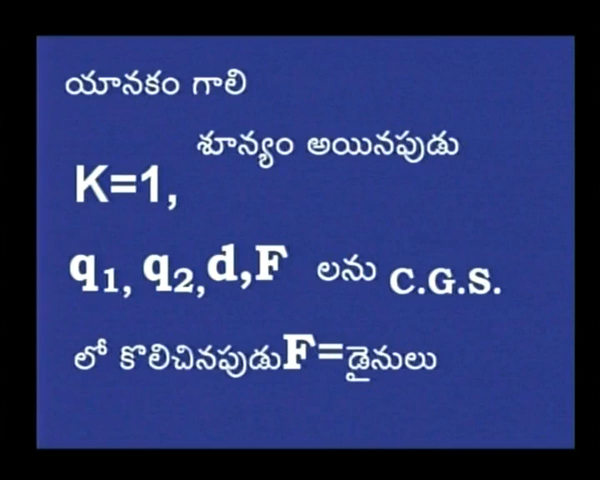 యానకం గాలి
శూన్యం అయినపుడు
K=1,
q₁, q₂,d,F లను C.G.S.
లో కొలిచినపుడుF=డైనులు